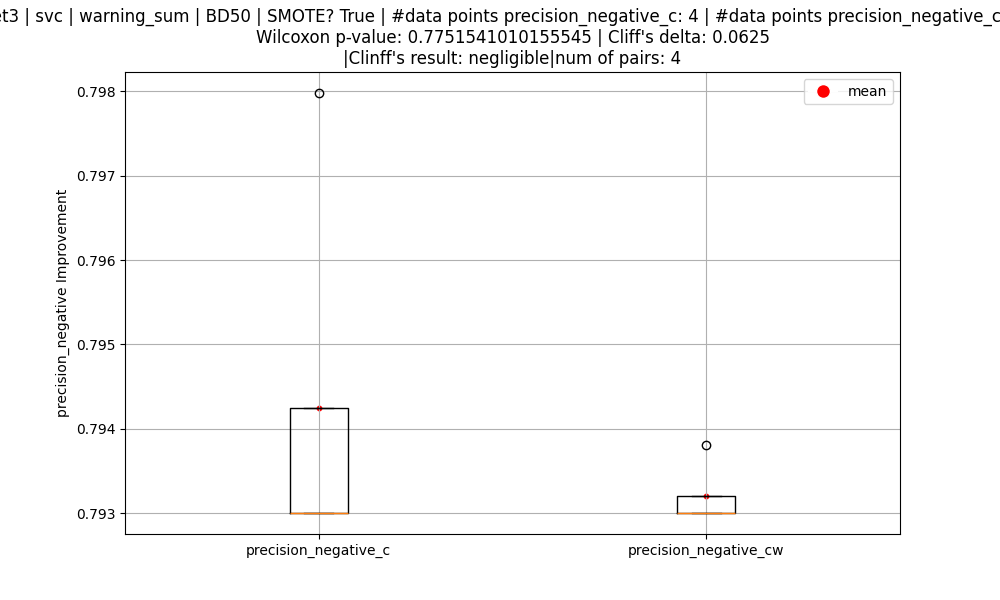 | svc | warning_sum | BD50 | SMOTE? True | #data points precision_negative_c: 4 | #data points
Wilcoxon p-value: 0.7751541010155545 | Cliff's delta: 0.0625
|Clinff's result: negligible|num of pairs: 4
mean
0.798
0.797
0.796
0.795
0.794
0.793
precision_negative Improvement
precision_negative_c
precision_negative_cw